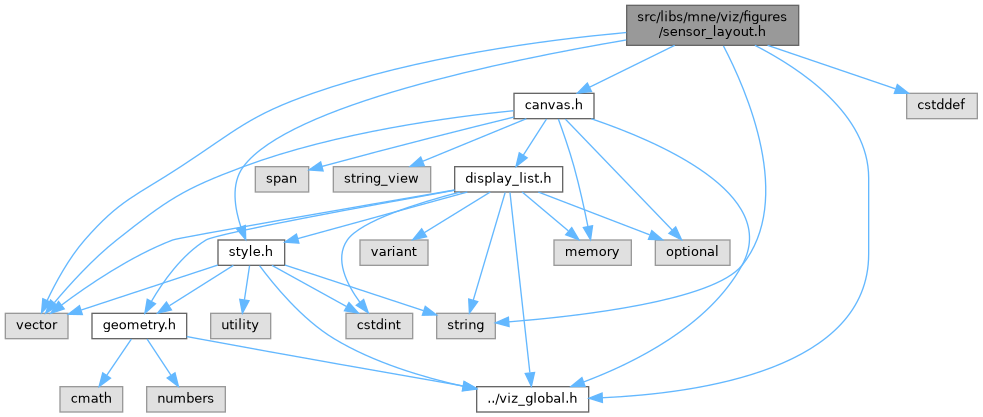 src/libs/mne/viz/figures
/sensor_layout.h
canvas.h
cstddef
span
string_view
display_list.h
style.h
variant
memory
optional
vector
geometry.h
utility
cstdint
string
cmath
numbers
../viz_global.h